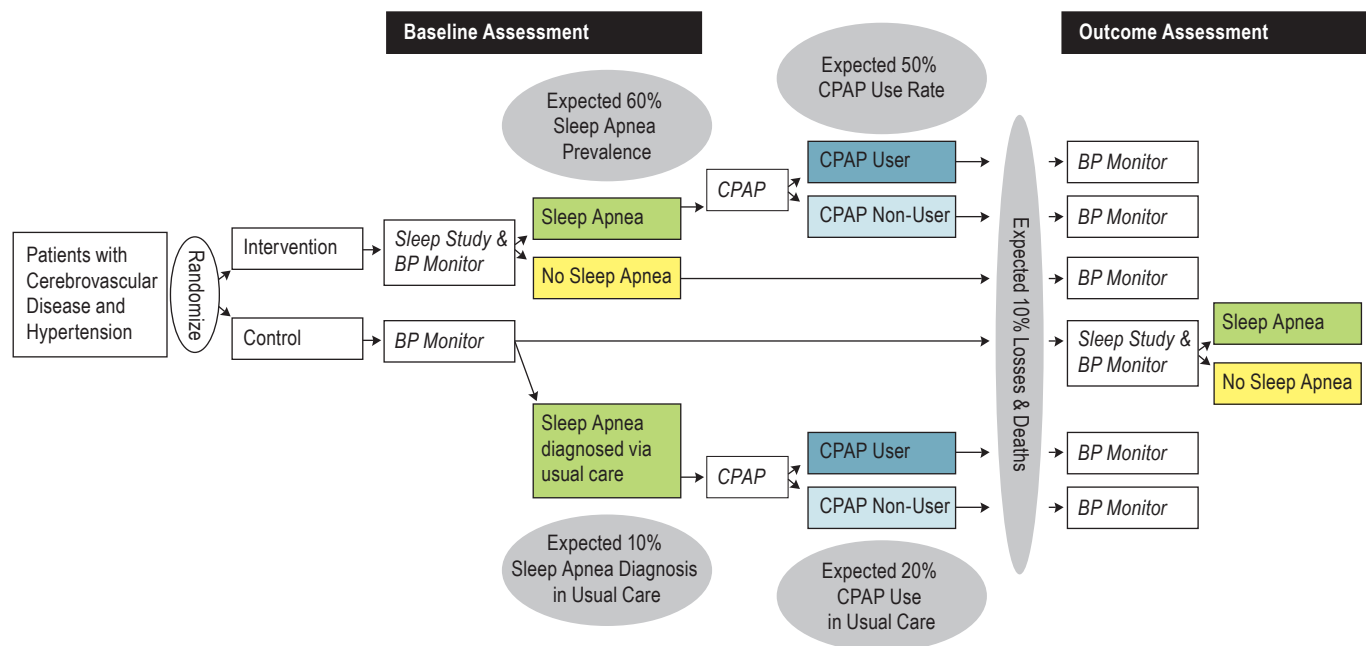 Baseline Assessment
Outcome Assessment
Expected 60%
Sleep Apnea
Prevalence
Expected 50%
CPAP Use Rate
Patients with
Cerebrovascular
Disease and
Hypertension
Randomize
Intervention
Control
Sleep Study &
BP Monitor
BP Monitor
Sleep Apnea
No Sleep Apnea
CPAP
CPAP User
CPAP Non-User
Sleep Apnea
diagnosed via
usual care
CPAP
CPAP User
CPAP Non-User
Expected 10%
Sleep Apnea Diagnosis
in Usual Care
Expected 20%
CPAP Use
in Usual Care
Expected 10% Losses & Deaths
BP Monitor
BP Monitor
BP Monitor
Sleep Study &
BP Monitor
Sleep Apnea
No Sleep Apnea
BP Monitor
BP Monitor